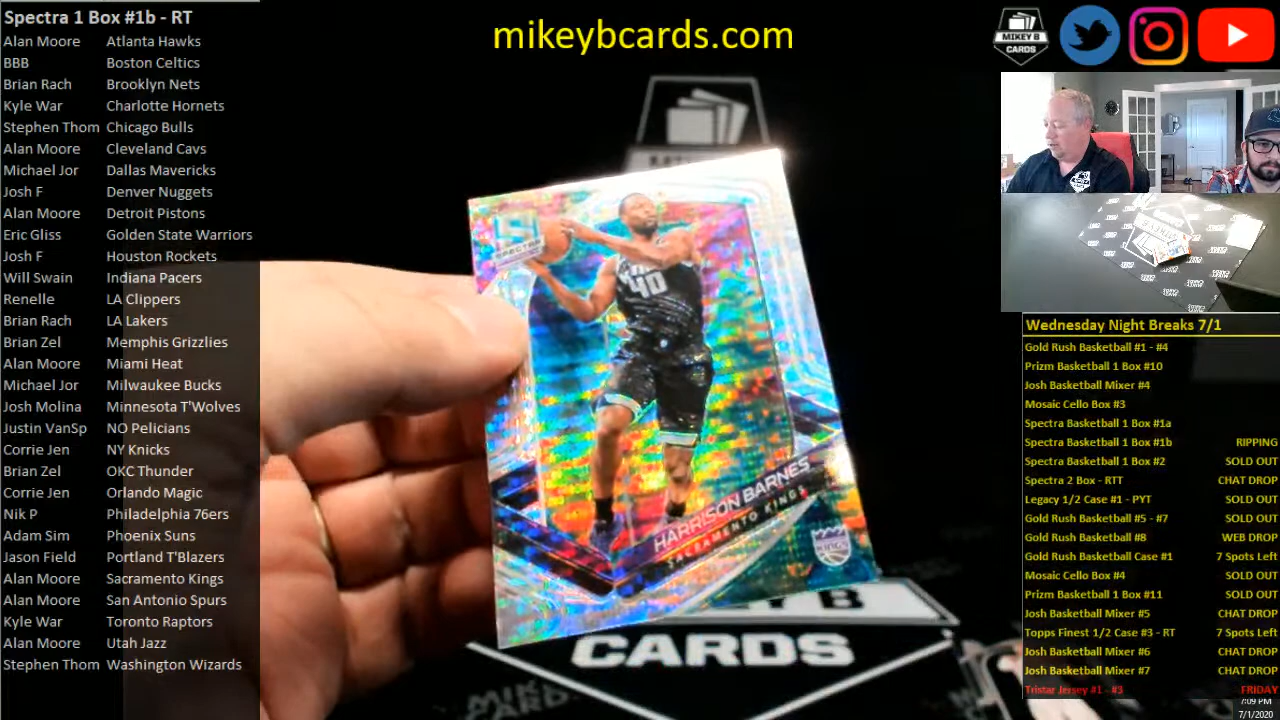 Spectra 1 Box #1b - RT
Alan Moore Atlanta Hawks
BBB Boston Celtics
Brian Rach Brooklyn Nets
Kyle War Charlotte Hornets
Stephen Thom Chicago Bulls
Alan Moore Cleveland Cavs
Michael Jor Dallas Mavericks
Josh F Denver Nuggets
Alan Moore Detroit Pistons
Eric Gliss Golden State Warriors
Josh F Houston Rockets
Will Swain Indiana Pacers
Renelle LA Clippers
Brian Rach LA Lakers
Brian Zel Memphis Grizzlies
Alan Moore Miami Heat
Michael Jor Milwaukee Bucks
Josh Molina Minnesota T'Wolves
Justin VanSp NO Pelicians
Corrie Jen NY Knicks
Brian Zel OKC Thunder
Corrie Jen Orlando Magic
Nik P Philadelphia 76ers
Adam Sim Phoenix Suns
Jason Field Portland T'Blazers
Alan Moore Sacramento Kings
Alan Moore San Antonio Spurs
Kyle War Toronto Raptors
Alan Moore Utah Jazz
Stephen Thom Washington Wizards
mikeybcards.com
SPECTRA
40
HARRISON BARNES
SACRAMENTO KINGS
KINGS
CARDS
MIKEY B
CARDS
Wednesday Night Breaks 7/1
Gold Rush Basketball #1 - #4
Prizm Basketball 1 Box #10
Josh Basketball Mixer #4
Mosaic Cello Box #3
Spectra Basketball 1 Box #1a
Spectra Basketball 1 Box #1b RIPPING
Spectra Basketball 1 Box #2 SOLD OUT
Spectra 2 Box - RTT CHAT DROP
Legacy 1/2 Case #1 - PYT SOLD OUT
Gold Rush Basketball #5 - #7 SOLD OUT
Gold Rush Basketball #8 WEB DROP
Gold Rush Basketball Case #1 7 Spots Left
Mosaic Cello Box #4 SOLD OUT
Prizm Basketball 1 Box #11 SOLD OUT
Josh Basketball Mixer #5 CHAT DROP
Topps Finest 1/2 Case #3 - RT 7 Spots Left
Josh Basketball Mixer #6 CHAT DROP
Josh Basketball Mixer #7 CHAT DROP
Tristar Jersey #1 - #3 FRIDAY
7:09 PM
7/1/2020